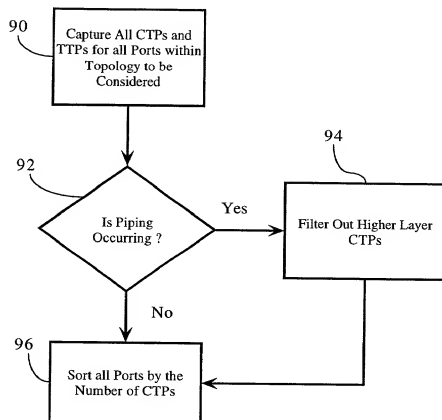 90
Capture All CTPs and
TTPs for all Ports within
Topology to be
Considered
92
Is Piping
Occurring ?
Yes
94
Filter Out Higher Layer
CTPs
No
96
Sort all Ports by the
Number of CTPs